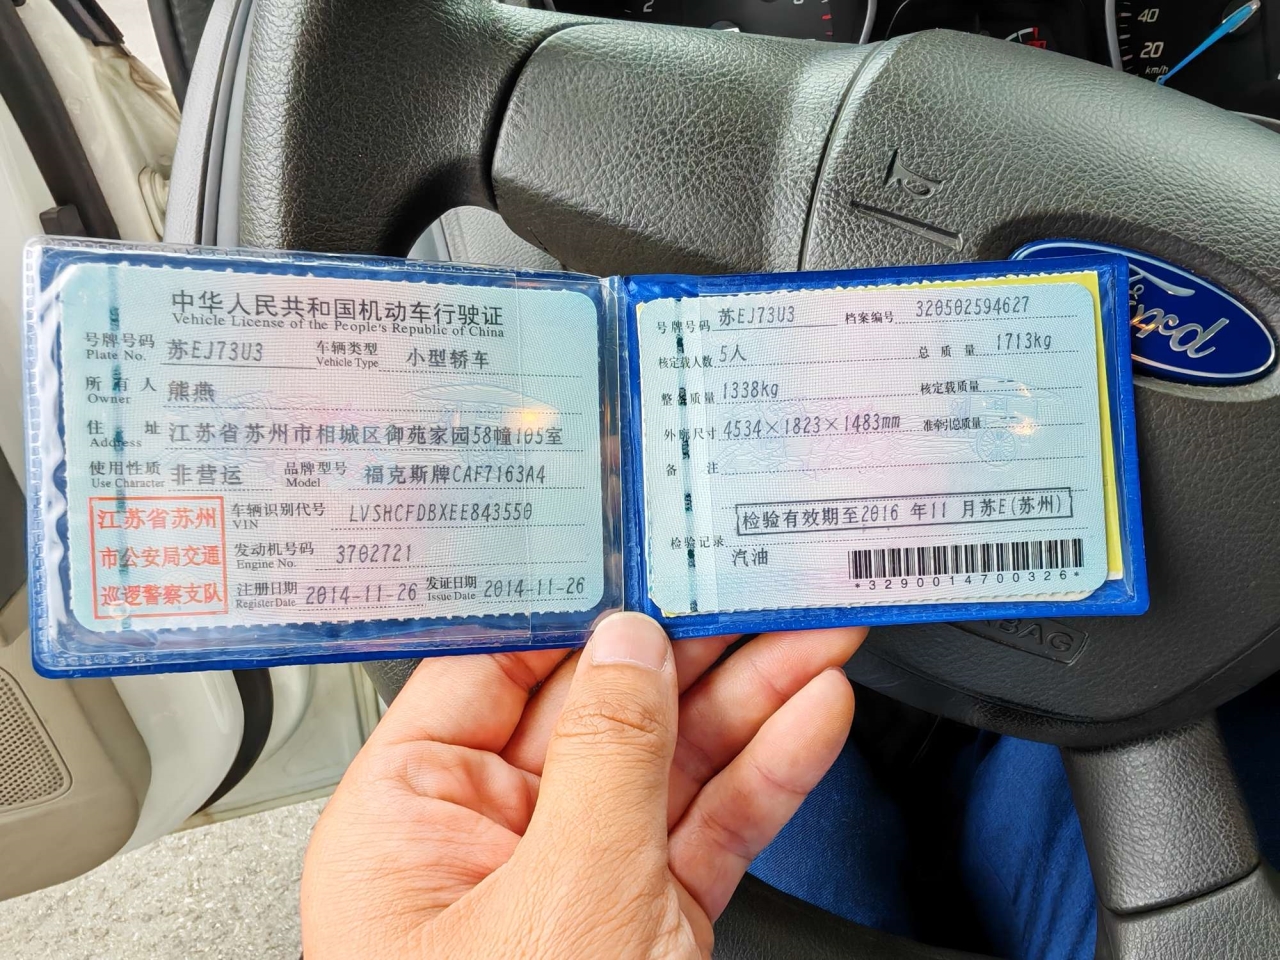 中华人民共和国机动车行驶证
Vehicle License of the People's Republic of China
号牌号码 苏EJ73U3 车辆类型 小型轿车
Plate No. Vehicle Type
所有人 熊燕
Owner
住址 江苏省苏州市相城区御苑家园58幢105室
Address
使用性质 非营运 品牌型号 福克斯牌CAF7163A4
Use Character Model
江苏省苏州
市公安局交通
巡逻警察支队
车辆识别代号 LVSHCFDBXEE843550
VIN
发动机号码 3702721
Engine No.
注册日期 2014-11-26 发证日期 2014-11-26
Register Date Issue Date
号牌号码 苏EJ73U3 档案编号 320502594627
核定载人数 5人 总质量 1713kg
整备质量 1338kg 核定载质量
外廓尺寸 4534×1823×1483mm 准牵引总质量
备注
检验有效期至2016 年11 月苏E(苏州)
检验记录
汽油
*3290014700326*
Ford
40
20
km/h